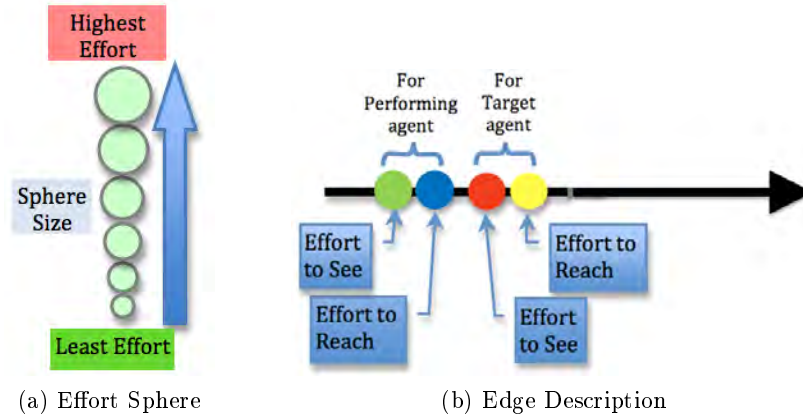 Highest
Effort
Sphere
Size
Least Effort
(a) Effort Sphere
For
Performing
agent
For
Target
agent
Effort
to See
Effort to
Reach
Effort
to See
Effort to
Reach
(b) Edge Description